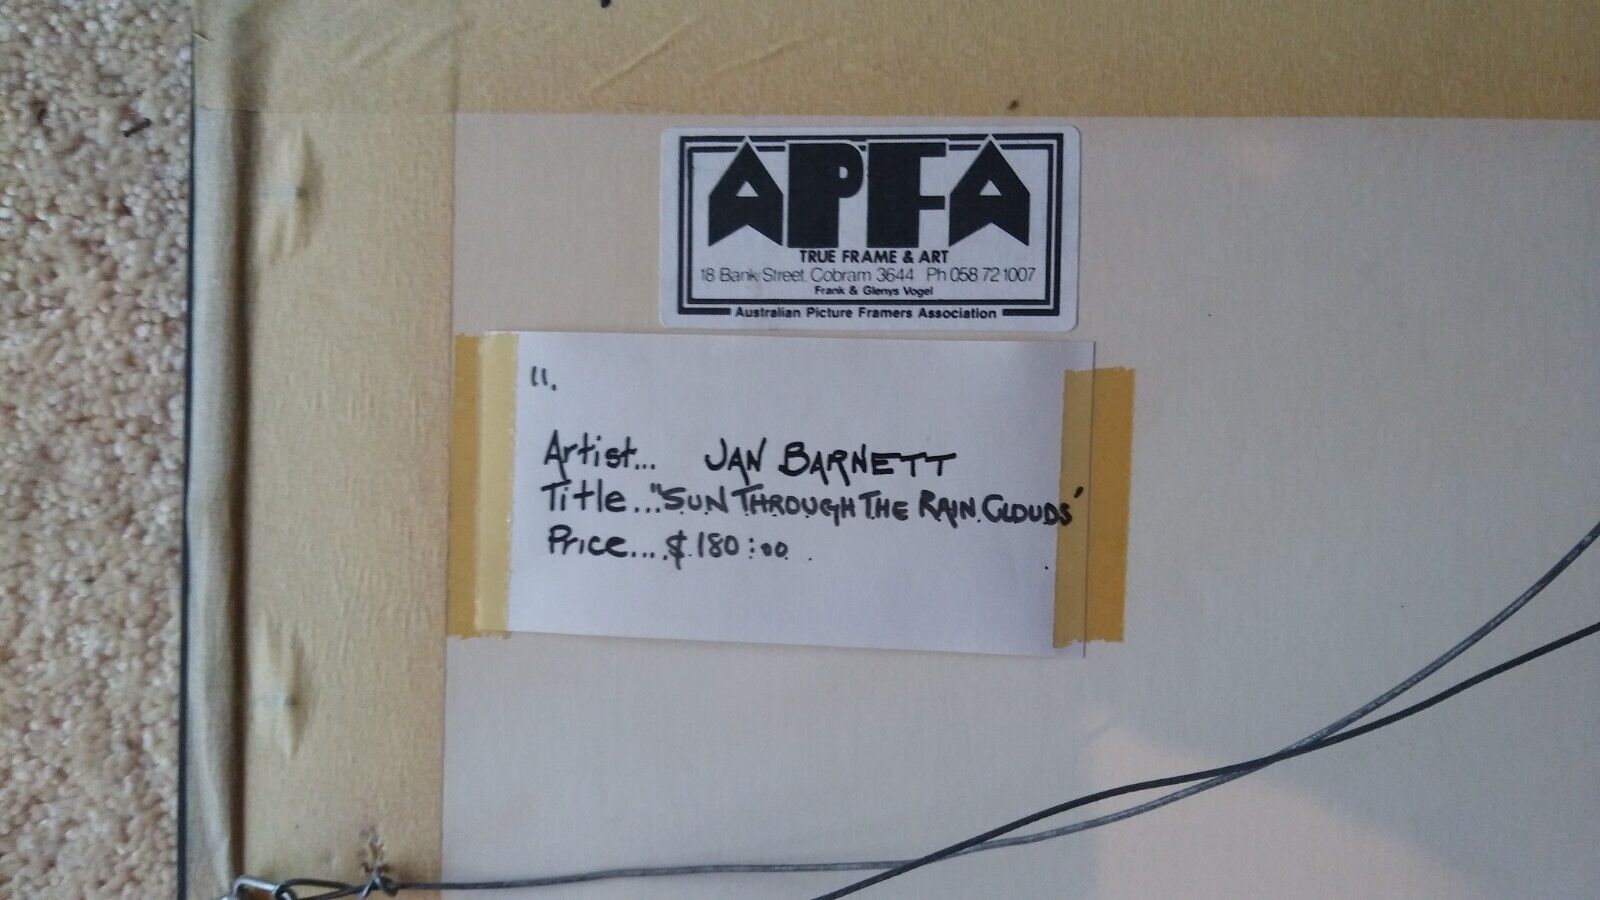 APFA
TRUE FRAME & ART
18 Bank Street, Cobram 3644 Ph 058 72 1007
Frank & Glenys Vogel
Australian Picture Framers Association
11.
Artist... JAN BARNETT
Title..."SUN THROUGH THE RAIN CLOUDS'
Price....$180:00.